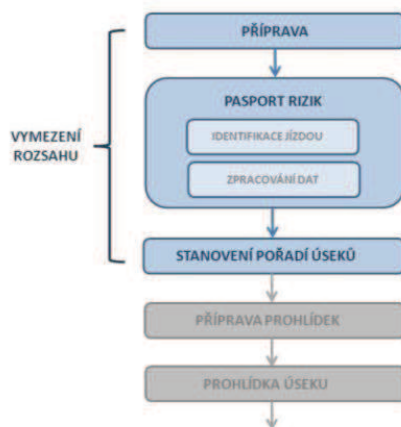 PŘÍPRAVA
PASPORT RIZIK
IDENTIFIKACE JÍZDOU
ZPRACOVÁNÍ DAT
VYMEZENÍ
ROZSAHU
STANOVENÍ POŘADÍ ÚSEKŮ
PŘÍPRAVA PROHLÍDEK
PROHLÍDKA ÚSEKU